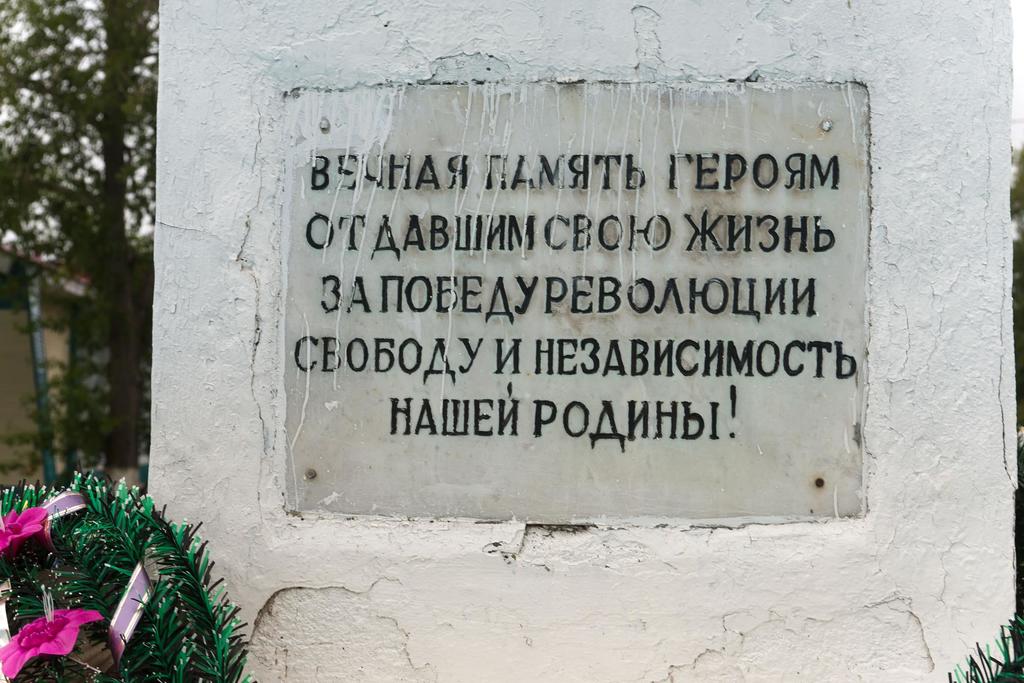 ВЕЧНАЯ ПАМЯТЬ ГЕРОЯМ
ОТДАВШИМ СВОЮ ЖИЗНЬ
ЗА ПОБЕДУ РЕВОЛЮЦИИ
СВОБОДУ И НЕЗАВИСИМОСТЬ
НАШЕЙ РОДИНЫ!